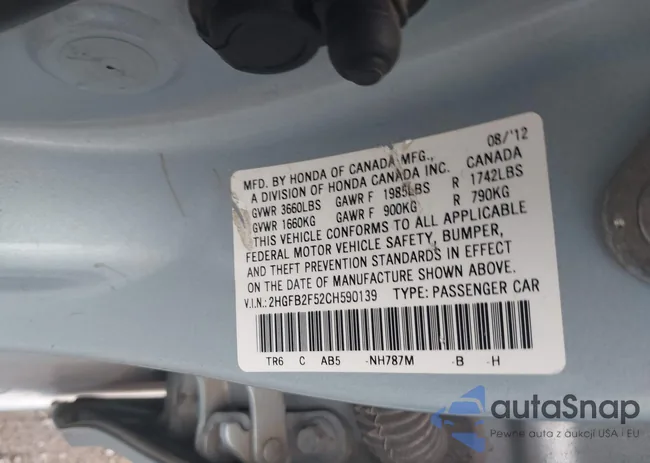 08/'12
MFD. BY HONDA OF CANADA MFG., CANADA
A DIVISION OF HONDA CANADA INC.
GVWR 3660LBS GAWR F 1985LBS R 1742LBS
GVWR 1660KG GAWR F 900KG R 790KG
THIS VEHICLE CONFORMS TO ALL APPLICABLE
FEDERAL MOTOR VEHICLE SAFETY, BUMPER,
AND THEFT PREVENTION STANDARDS IN EFFECT
ON THE DATE OF MANUFACTURE SHOWN ABOVE.
V.I.N.: 2HGFB2F52CH590139 TYPE: PASSENGER CAR
TR6 C AB5 -NH787M -B -H
autaSnap
Pewne auta z aukcji USA i EU